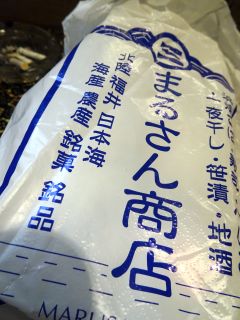 一夜干し・笹漬・地酒
まるさん商店
北陸 福井 日本海
海産 農産 銘菓 銘品